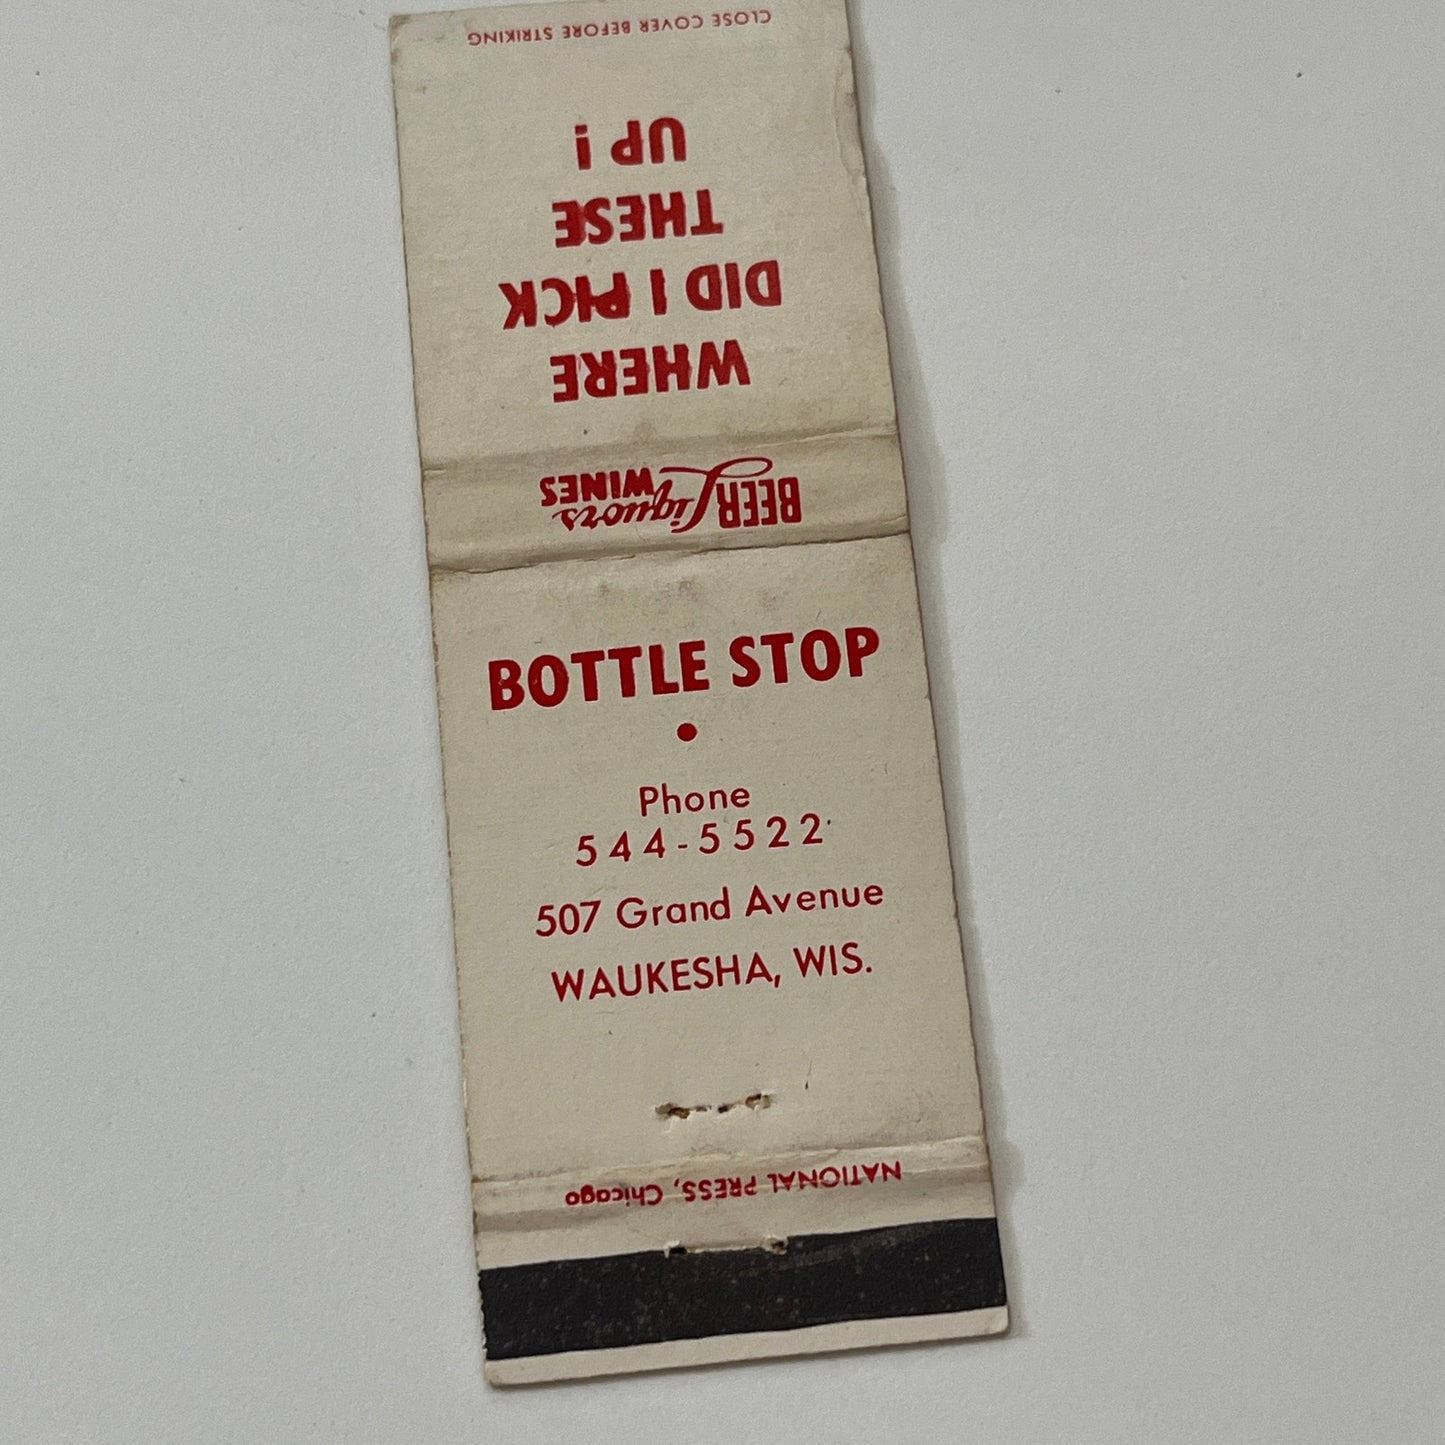 CLOSE COVER BEFORE STRIKING
WHERE
DID I PICK
THESE
UP!
BEER Liquors WINES
BOTTLE STOP
•
Phone
544-5522
507 Grand Avenue
WAUKESHA, WIS.
NATIONAL PRESS, Chicago